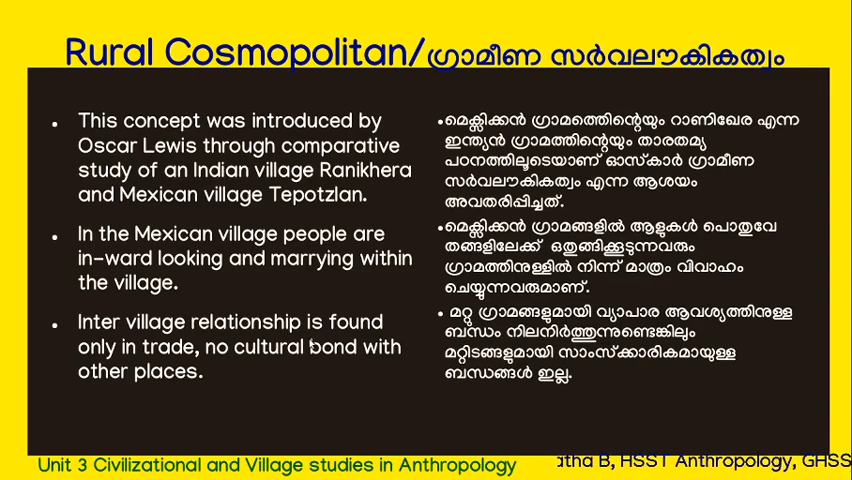 Rural Cosmopolitan/ഗ്രാമീണ സർവലൗകികത്വം
• This concept was introduced by
Oscar Lewis through comparative
study of an Indian village Ranikhera
and Mexican village Tepotzlan.
• In the Mexican village people are
in-ward looking and marrying within
the village.
• Inter village relationship is found
only in trade, no cultural bond with
other places.
•മെക്സിക്കൻ ഗ്രാമത്തിന്റെയും റാണിഖേര എന്ന
ഇന്ത്യൻ ഗ്രാമത്തിന്റെയും താരതമ്യ
പഠനത്തിലൂടെയാണ് ഓസ്കാർ ഗ്രാമീണ
സർവലൗകികത്വം എന്ന ആശയം
അവതരിപ്പിച്ചത്.
•മെക്സിക്കൻ ഗ്രാമങ്ങളിൽ ആളുകൾ പൊതുവേ
തങ്ങളിലേക്ക് ഒതുങ്ങിക്കൂടുന്നവരും
ഗ്രാമത്തിനുള്ളിൽ നിന്ന് മാത്രം വിവാഹം
ചെയ്യുന്നവരുമാണ്.
• മറ്റു ഗ്രാമങ്ങളുമായി വ്യാപാര ആവശ്യത്തിനുള്ള
ബന്ധം നിലനിർത്തുന്നുണ്ടെങ്കിലും
മറ്റിടങ്ങളുമായി സാംസ്ക്കാരികമായുള്ള
ബന്ധങ്ങൾ ഇല്ല.
Unit 3 Civilizational and Village studies in Anthropology
B, HSST Anthropology, GHSS